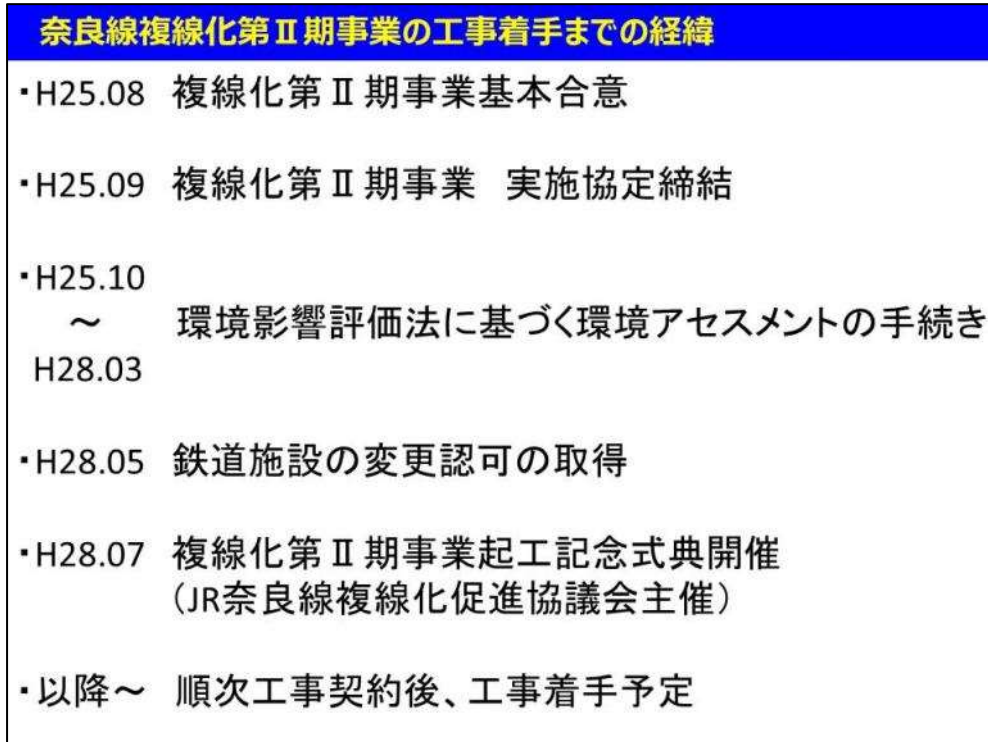 奈良線複線化第Ⅱ期事業の工事着手までの経緯
・H25.08 複線化第Ⅱ期事業基本合意
・H25.09 複線化第Ⅱ期事業　実施協定締結
・H25.10
～ 環境影響評価法に基づく環境アセスメントの手続き
H28.03
・H28.05 鉄道施設の変更認可の取得
・H28.07 複線化第Ⅱ期事業起工記念式典開催
（JR奈良線複線化促進協議会主催）
・以降～ 順次工事契約後、工事着手予定